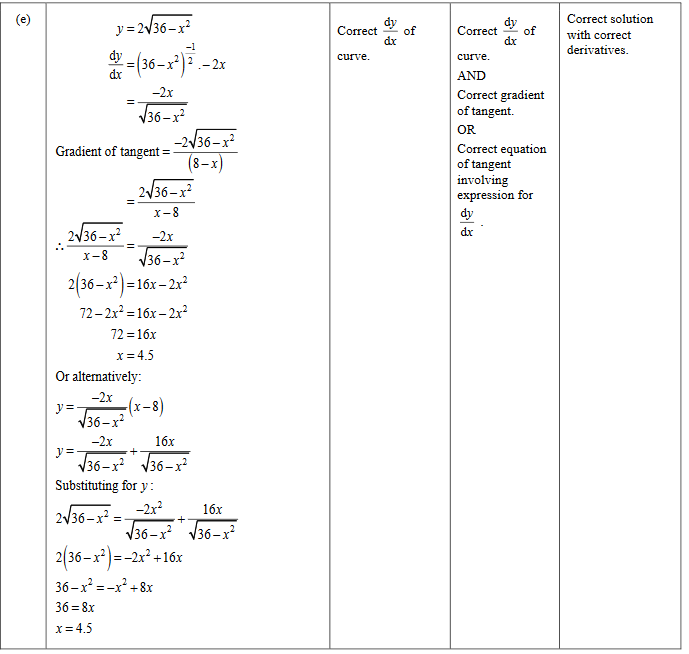 (e)
y = 2√(36 − x²)
dy/dx = (36 − x²)^(−1/2) . −2x
= −2x/√(36 − x²)
Gradient of tangent = −2√(36 − x²)/(8 − x)
= 2√(36 − x²)/(x − 8)
∴ 2√(36 − x²)/(x − 8) = −2x/√(36 − x²)
2(36 − x²) = 16x − 2x²
72 − 2x² = 16x − 2x²
72 = 16x
x = 4.5
Or alternatively:
y = −2x/√(36 − x²) (x − 8)
y = −2x/√(36 − x²) + 16x/√(36 − x²)
Substituting for y :
2√(36 − x²) = −2x²/√(36 − x²) + 16x/√(36 − x²)
2(36 − x²) = −2x² + 16x
36 − x² = −x² + 8x
36 = 8x
x = 4.5
Correct dy/dx of
curve.
Correct dy/dx of
curve.
AND
Correct gradient
of tangent.
OR
Correct equation
of tangent
involving
expression for
dy/dx .
Correct solution
with correct
derivatives.